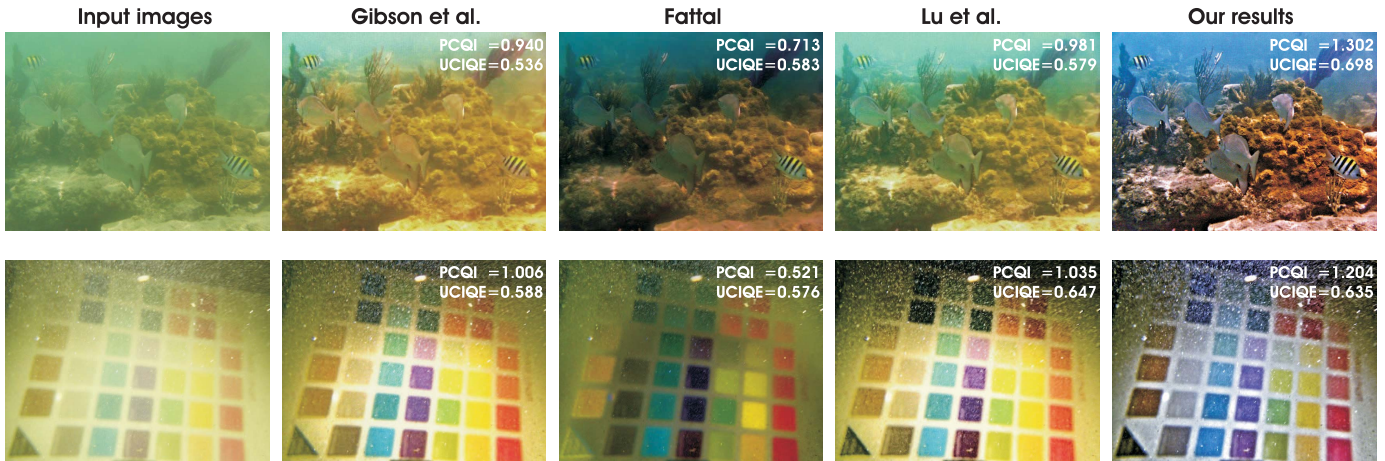 Input images
Gibson et al.
Fattal
Lu et al.
Our results
PCQI =0.940
UCIQE=0.536
PCQI =0.713
UCIQE=0.583
PCQI =0.981
UCIQE=0.579
PCQI =1.302
UCIQE=0.698
PCQI =1.006
UCIQE=0.588
PCQI =0.521
UCIQE=0.576
PCQI =1.035
UCIQE=0.647
PCQI =1.204
UCIQE=0.635